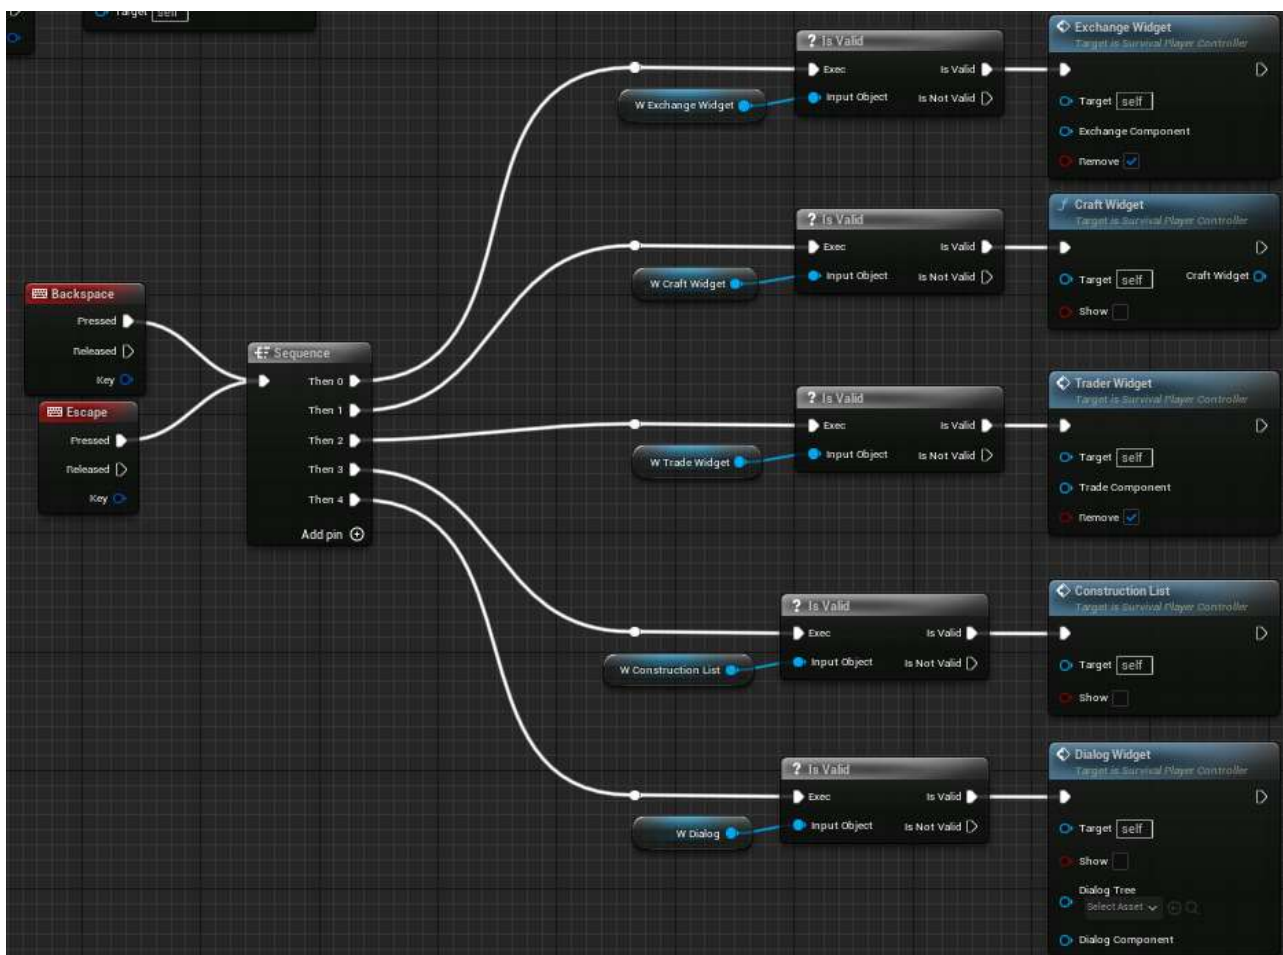 Target self
Backspace
Pressed
Released
Key
Escape
Pressed
Released
Key
Sequence
Then 0
Then 1
Then 2
Then 3
Then 4
Add pin
W Exchange Widget
? Is Valid
Exec Is Valid
Input Object Is Not Valid
Exchange Widget
Target is Survival Player Controller
Target self
Exchange Component
Remove
W Craft Widget
? Is Valid
Exec Is Valid
Input Object Is Not Valid
f Craft Widget
Target is Survival Player Controller
Target self Craft Widget
Show
W Trade Widget
? Is Valid
Exec Is Valid
Input Object Is Not Valid
Trader Widget
Target is Survival Player Controller
Target self
Trade Component
Remove
W Construction List
? Is Valid
Exec Is Valid
Input Object Is Not Valid
Construction List
Target is Survival Player Controller
Target self
Show
W Dialog
? Is Valid
Exec Is Valid
Input Object Is Not Valid
Dialog Widget
Target is Survival Player Controller
Target self
Show
Dialog Tree
Select Asset
Dialog Component